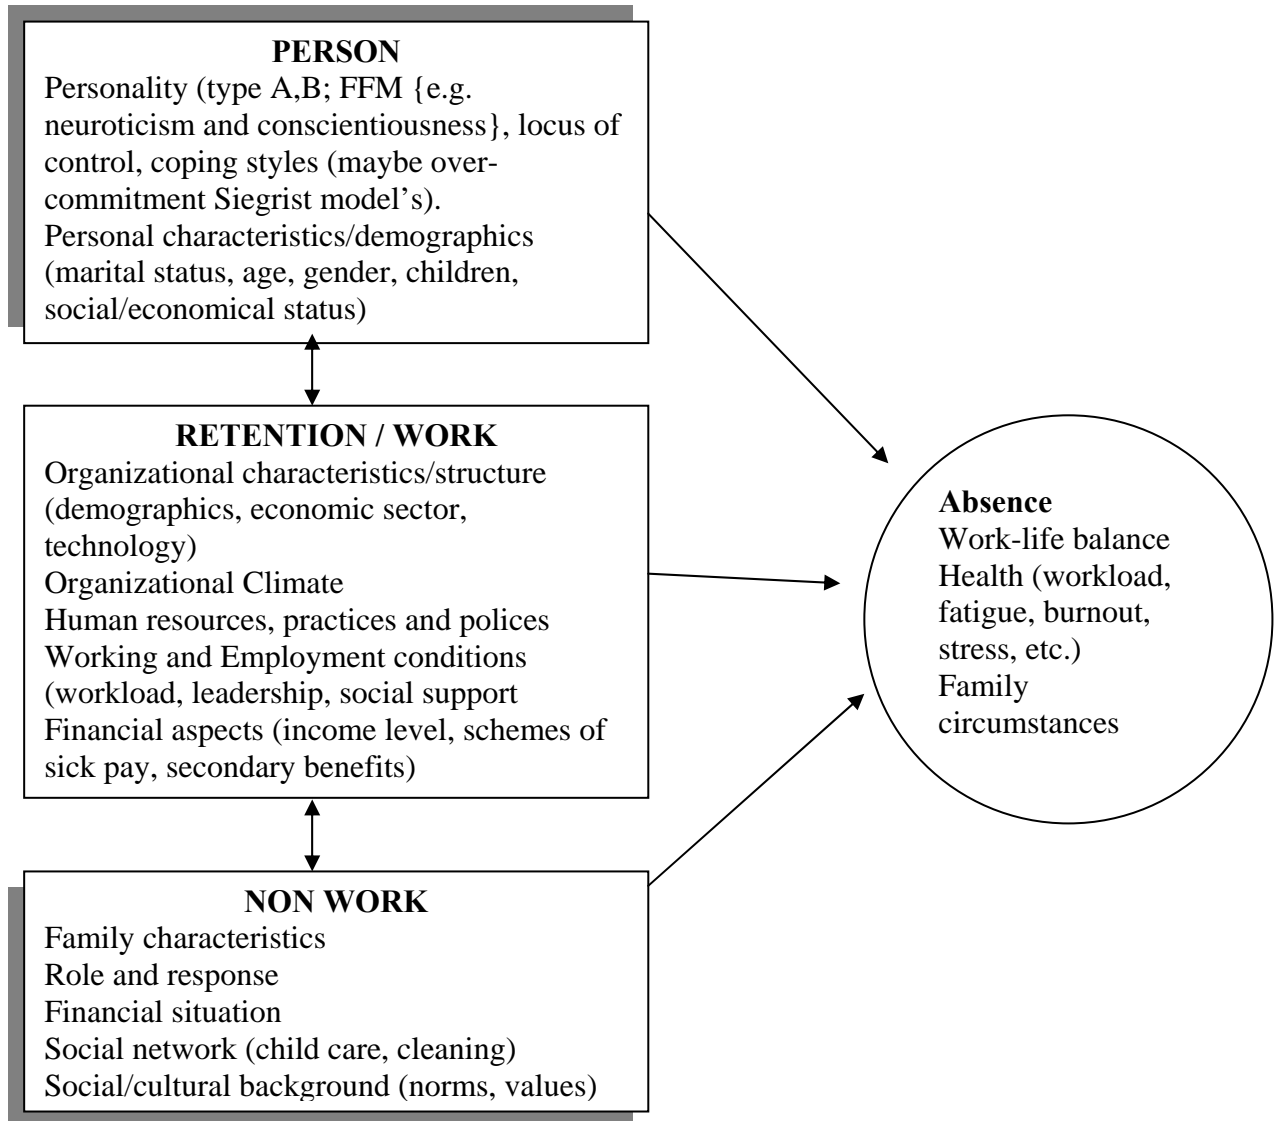 PERSON
Personality (type A,B; FFM {e.g.
neuroticism and conscientiousness}, locus of
control, coping styles (maybe over-
commitment Siegrist model’s).
Personal characteristics/demographics
(marital status, age, gender, children,
social/economical status)
RETENTION / WORK
Organizational characteristics/structure
(demographics, economic sector,
technology)
Organizational Climate
Human resources, practices and polices
Working and Employment conditions
(workload, leadership, social support
Financial aspects (income level, schemes of
sick pay, secondary benefits)
NON WORK
Family characteristics
Role and response
Financial situation
Social network (child care, cleaning)
Social/cultural background (norms, values)
Absence
Work-life balance
Health (workload,
fatigue, burnout,
stress, etc.)
Family
circumstances